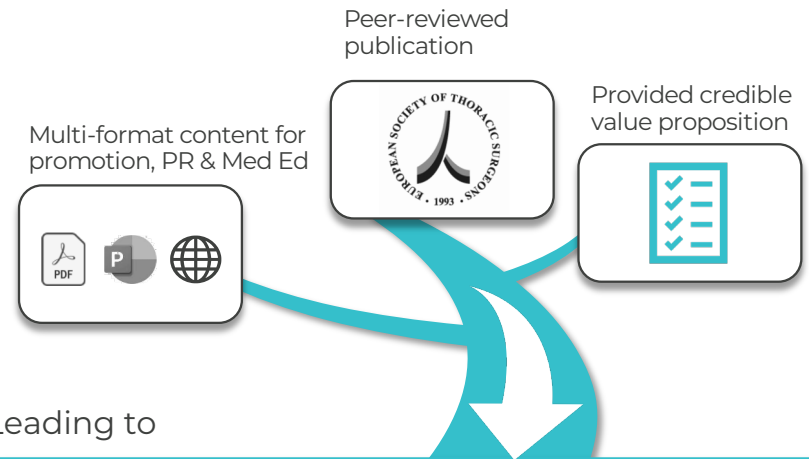 Peer-reviewed
publication
EUROPEAN SOCIETY OF THORACIC SURGEONS
· 1993 ·
Provided credible
value proposition
Multi-format content for
promotion, PR & Med Ed
PDF
P
Leading to